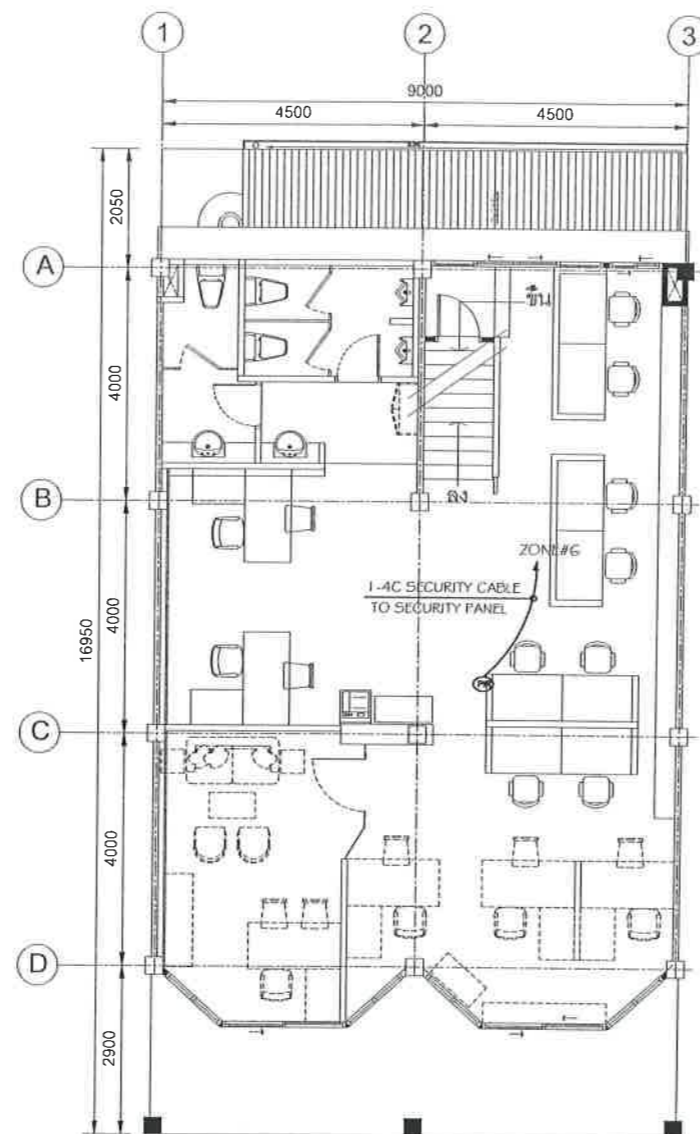 1
2
3
9000
4500
4500
2050
A
4000
ขึ้น
B
ลง
ZONE#6
1-4C SECURITY CABLE
TO SECURITY PANEL
4000
16950
C
4000
D
2900